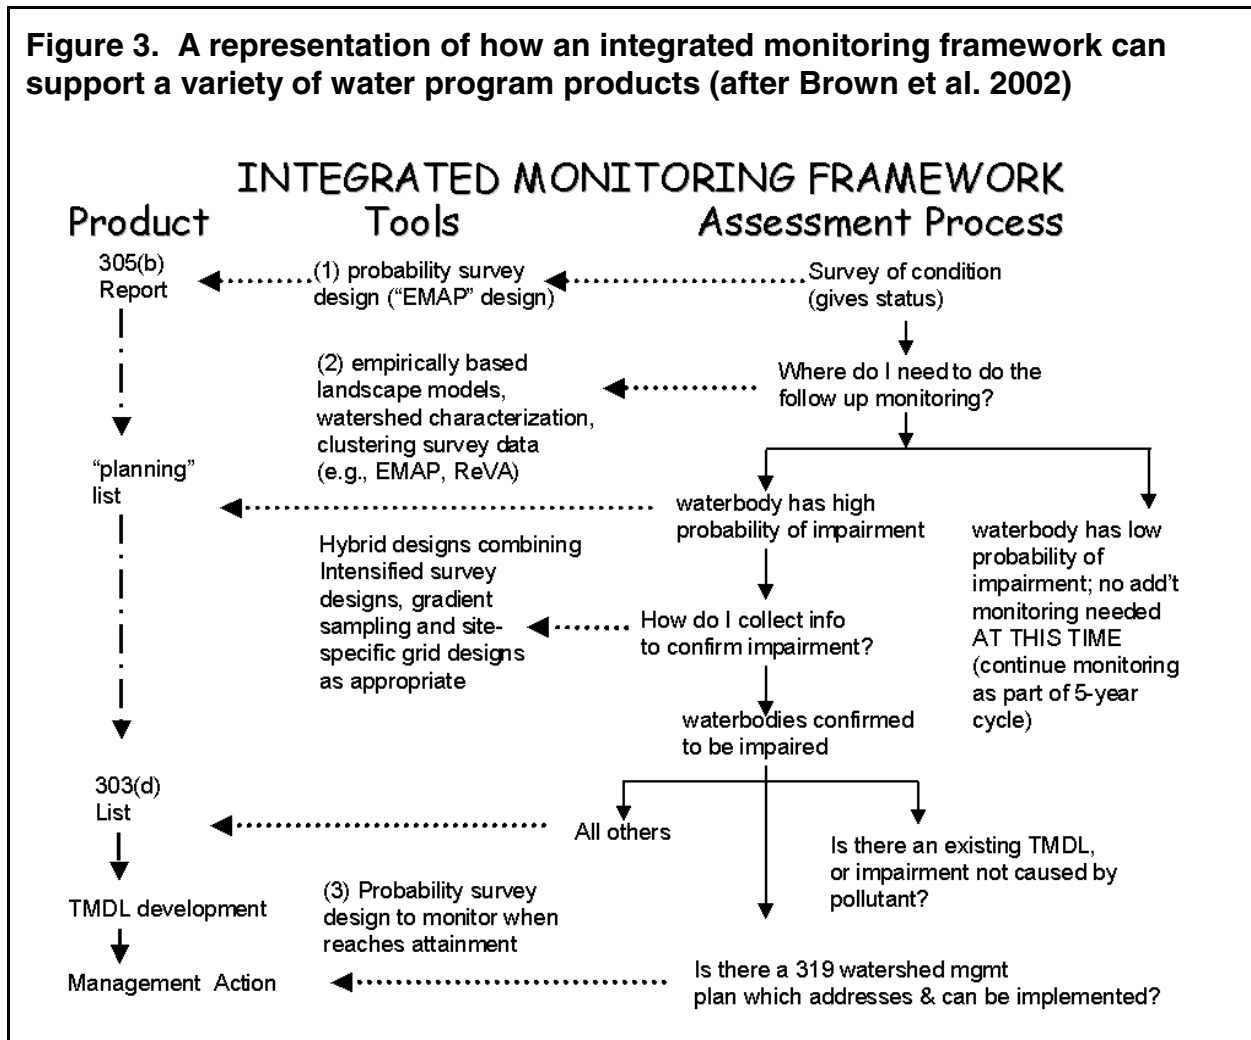 Figure 3. A representation of how an integrated monitoring framework can
support a variety of water program products (after Brown et al. 2002)
INTEGRATED MONITORING FRAMEWORK
Product
Tools
Assessment Process
305(b)
Report
(1) probability survey
design (“EMAP” design)
Survey of condition
(gives status)
(2) empirically based
landscape models,
watershed characterization,
clustering survey data
(e.g., EMAP, ReVA)
Where do I need to do the
follow up monitoring?
“planning”
list
waterbody has high
probability of impairment
waterbody has low
probability of
impairment; no add’t
monitoring needed
AT THIS TIME
(continue monitoring
as part of 5-year
cycle)
Hybrid designs combining
Intensified survey
designs, gradient
sampling and site-
specific grid designs
as appropriate
How do I collect info
to confirm impairment?
waterbodies confirmed
to be impaired
303(d)
List
All others
Is there an existing TMDL,
or impairment not caused by
pollutant?
TMDL development
(3) Probability survey
design to monitor when
reaches attainment
Management Action
Is there a 319 watershed mgmt
plan which addresses & can be implemented?